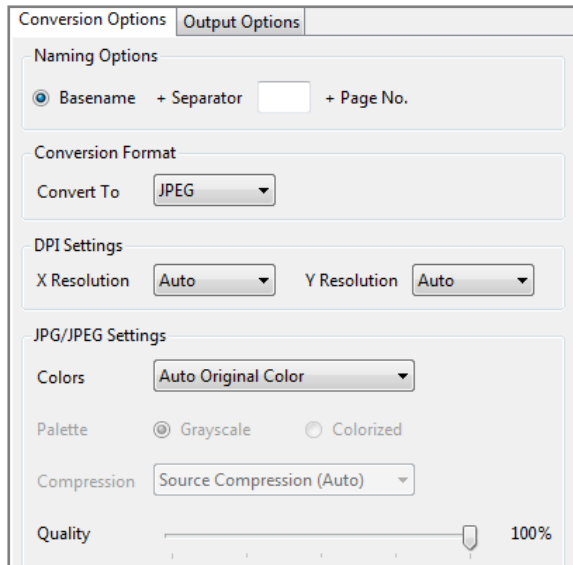 Conversion Options Output Options
Naming Options
Basename + Separator + Page No.
Conversion Format
Convert To JPEG
DPI Settings
X Resolution Auto Y Resolution Auto
JPG/JPEG Settings
Colors Auto Original Color
Palette Grayscale Colorized
Compression Source Compression (Auto)
Quality 100%